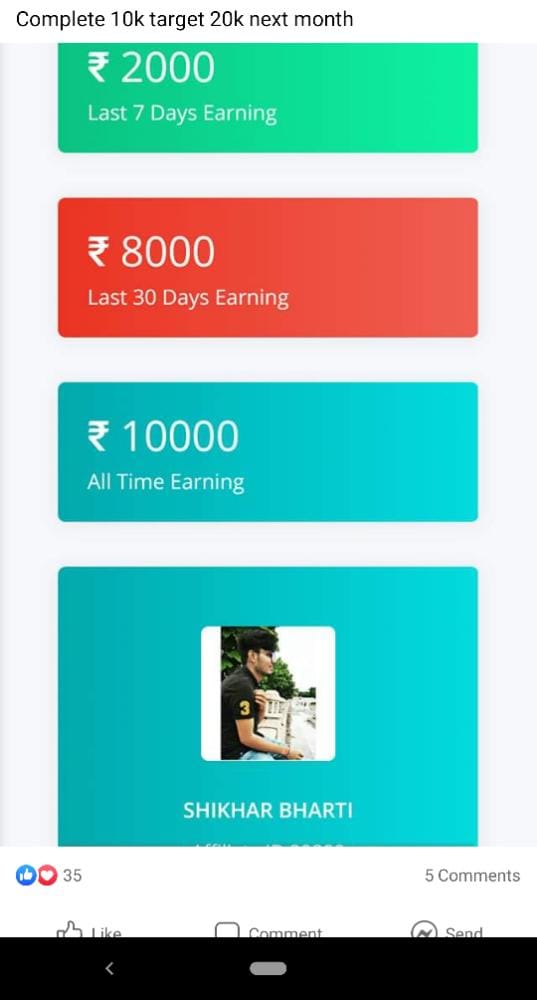 Complete 10k target 20k next month
₹ 2000
Last 7 Days Earning
₹ 8000
Last 30 Days Earning
₹ 10000
All Time Earning
3
SHIKHAR BHARTI
35
5 Comments
Like
Comment
Send